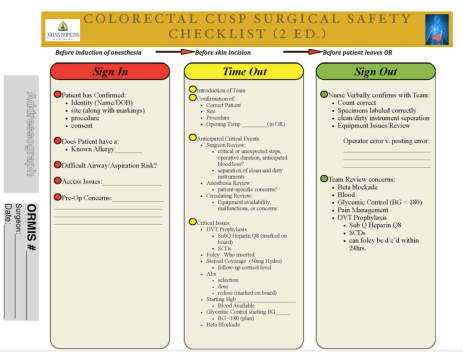 COLORECTAL CUSP SURGICAL SAFETY
CHECKLIST (2 ED.)
JOHNS HOPKINS
MEDICINE
Before induction of anesthesia
Before skin Incision
Before patient leaves OR
Addressograph
ORMIS #
Surgeon
Date:
Sign In
Patient has Confirmed:
• Identity (Name/DOB)
• site (along with markings)
• procedure
• consent
Does Patient have a:
• Known Allergy
Difficult Airway/Aspiration Risk?
Access Issues:
Pre-Op Concerns:
Time Out
Introduction of Team
Confirmation of:
• Correct Patient
• Site
• Procedure
• Opening Temp (in OR)
Anticipated Critical Events
• Surgeon Review:
• critical or unexpected steps,
operative duration, anticipated
blood loss?
• separation of clean and dirty
instruments
• Anesthesia Review:
• patient-specific concerns?
• Circulating Review:
• Equipment availability,
malfunctions, or concerns:
Critical Issues:
• DVT Prophylaxis
• SubQ Heparin Q8 (marked on
board)
• SCDs
• Foley: Who inserted
• Steroid Coverage (50mg Hydro)
• follow-up cortisol level
• Abx
• selection
• dose
• redose (marked on board)
• Starting Hgb
• Blood Available
• Glycemic Control starting BG
• BG <180 (plan)
• Beta Blockade
Sign Out
Nurse Verbally confirms with Team:
• Count correct
• Specimens labeled correctly
• clean/dirty instrument seperation
• Equipment Issues/Review
Operator error v. posting error:
Team Review concerns:
• Beta blockade
• Blood
• Glycemic Control (BG < 180)
• Pain Management
• DVT Prophylaxis
• Sub Q Heparin Q8
• SCDs
• can foley be d/c'd within
24hrs.